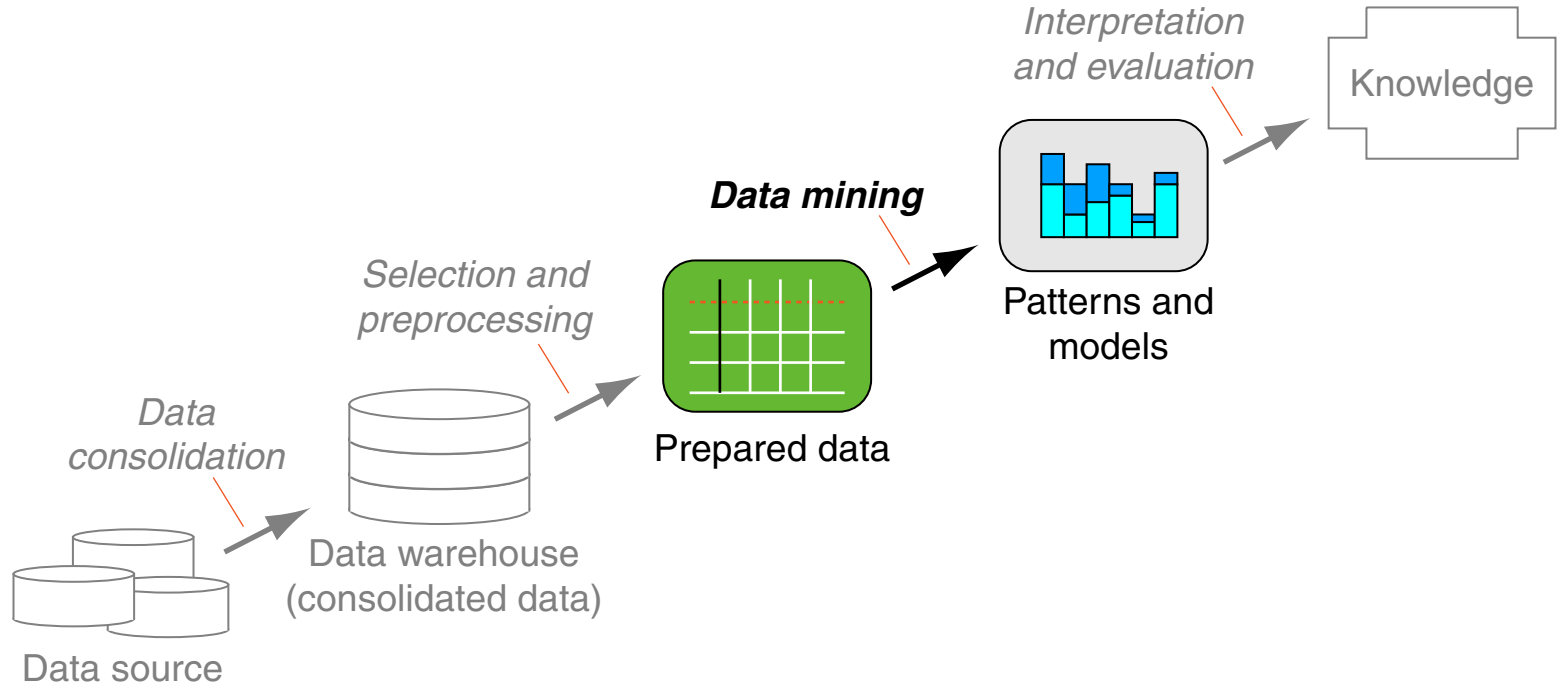 Data source
Data
consolidation
Data warehouse
(consolidated data)
Selection and
preprocessing
Prepared data
Data mining
Patterns and
models
Interpretation
and evaluation
Knowledge